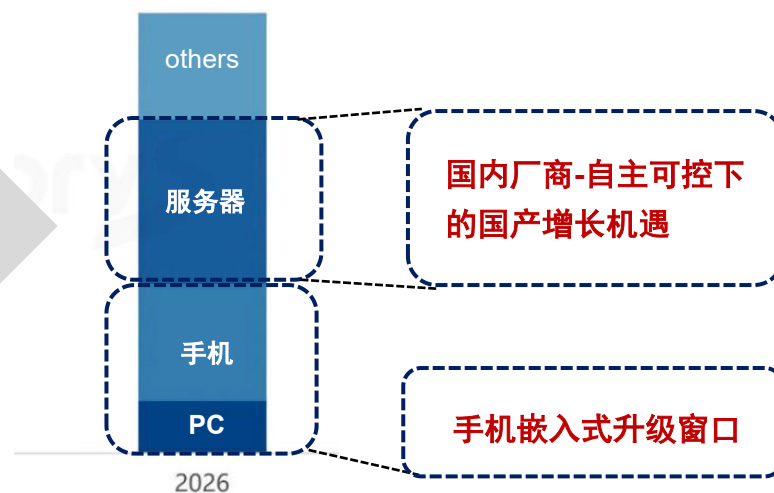 others
服务器
手机
PC
2026
国内厂商-自主可控下
的国产增长机遇
手机嵌入式升级窗口